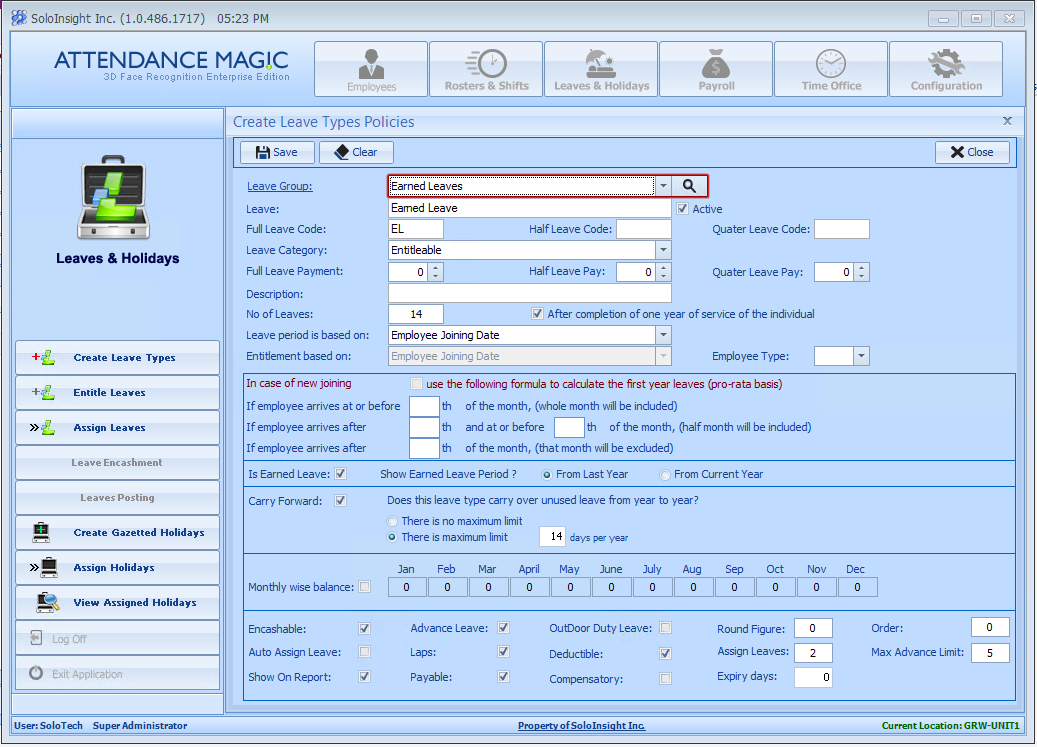 SoloInsight Inc. (1.0.486.1717) 05:23 PM
ATTENDANCE MAGIC
3D Face Recognition Enterprise Edition
Employees
Rosters & Shifts
Leaves & Holidays
Payroll
Time Office
Configuration
Leaves & Holidays
Create Leave Types
Entitle Leaves
Assign Leaves
Leave Encashment
Leaves Posting
Create Gazetted Holidays
Assign Holidays
View Assigned Holidays
Log Off
Exit Application
Create Leave Types Policies
Save Clear Close
Leave Group: Earned Leaves
Leave: Earned Leave Active
Full Leave Code: EL Half Leave Code: Quater Leave Code:
Leave Category: Entitleable
Full Leave Payment: 0 Half Leave Pay: 0 Quater Leave Pay: 0
Description:
No of Leaves: 14 After completion of one year of service of the individual
Leave period is based on: Employee Joining Date
Entitlement based on: Employee Joining Date Employee Type:
In case of new joining use the following formula to calculate the first year leaves (pro-rata basis)
If employee arrives at or before th of the month, (whole month will be included)
If employee arrives after th and at or before th of the month, (half month will be included)
If employee arrives after th of the month, (that month will be excluded)
Is Earned Leave: Show Earned Leave Period ? From Last Year From Current Year
Carry Forward: Does this leave type carry over unused leave from year to year?
There is no maximum limit
There is maximum limit 14 days per year
Jan Feb Mar April May June July Aug Sep Oct Nov Dec
Monthly wise balance: 0 0 0 0 0 0 0 0 0 0 0 0
Encashable: Advance Leave: OutDoor Duty Leave: Round Figure: 0 Order: 0
Auto Assign Leave: Laps: Deductible: Assign Leaves: 2 Max Advance Limit: 5
Show On Report: Payable: Compensatory: Expiry days: 0
User: SoloTech Super Administrator
Property of SoloInsight Inc.
Current Location: GRW-UNIT1